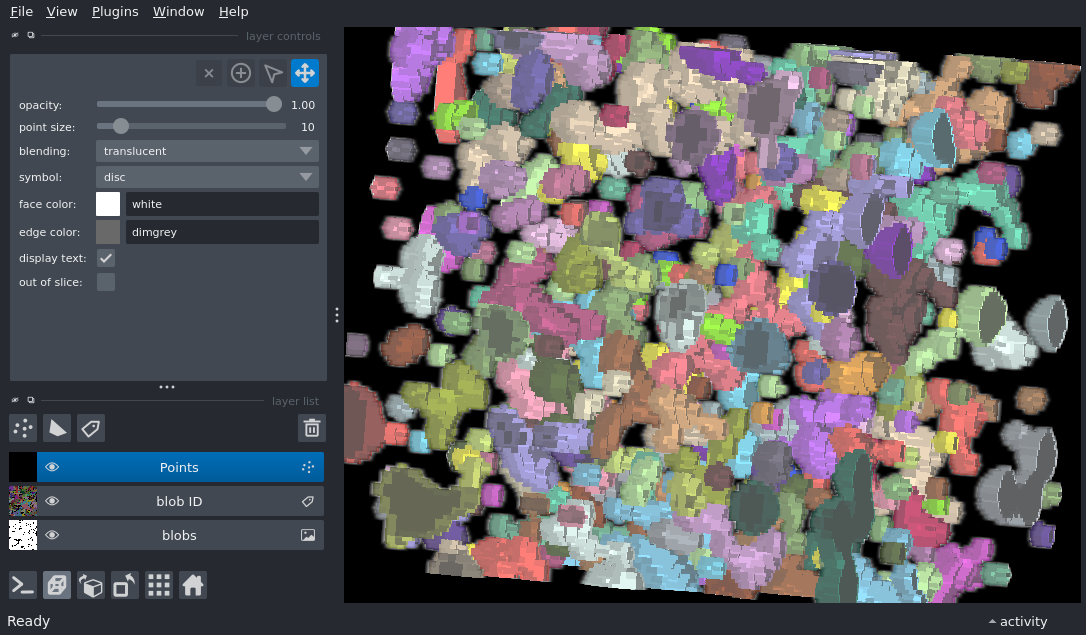 File View Plugins Window Help
layer controls
opacity: 1.00
point size: 10
blending: translucent
symbol: disc
face color: white
edge color: dimgrey
display text:
out of slice:
layer list
Points
blob ID
blobs
Ready
activity